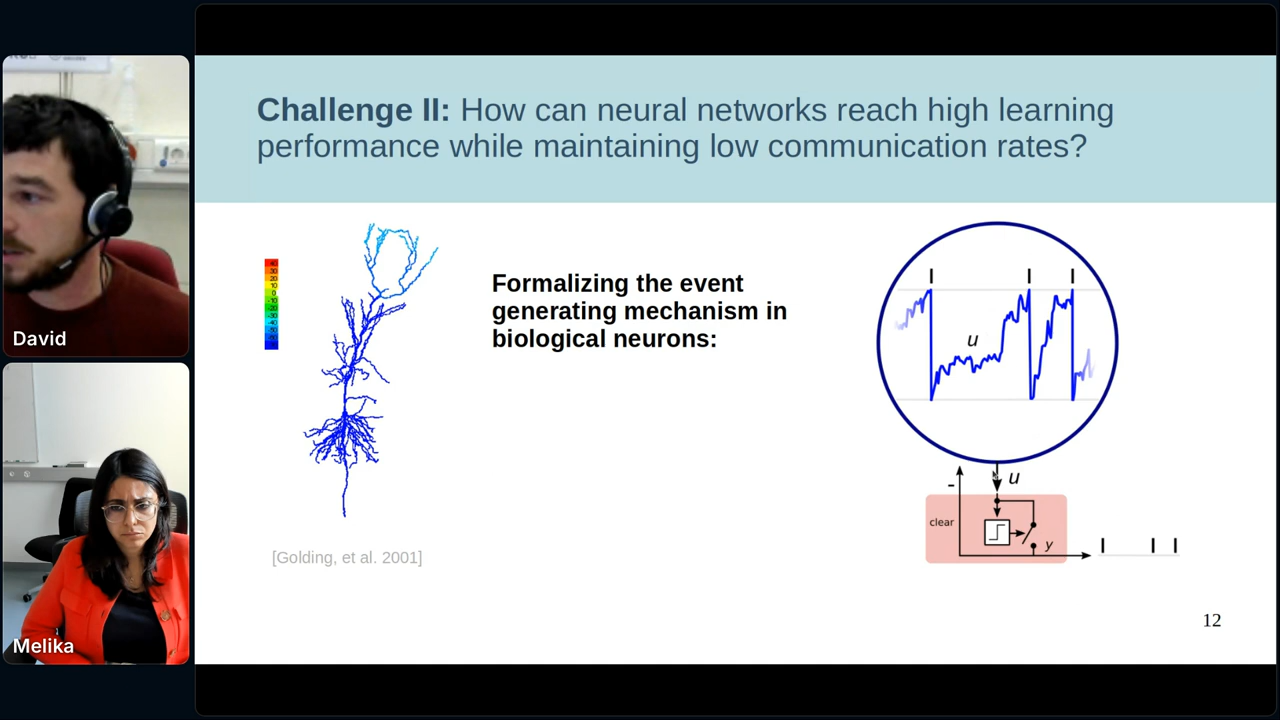 Challenge II: How can neural networks reach high learning
performance while maintaining low communication rates?
Formalizing the event
generating mechanism in
biological neurons:
u
u
-
clear
y
[Golding, et al. 2001]
12
David
Melika